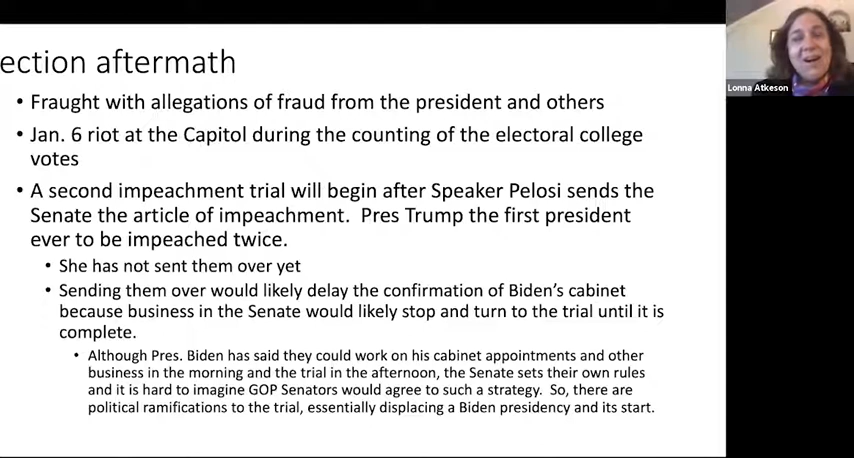 ection aftermath
• Fraught with allegations of fraud from the president and others
• Jan. 6 riot at the Capitol during the counting of the electoral college
votes
• A second impeachment trial will begin after Speaker Pelosi sends the
Senate the article of impeachment.  Pres Trump the first president
ever to be impeached twice.
• She has not sent them over yet
• Sending them over would likely delay the confirmation of Biden's cabinet
because business in the Senate would likely stop and turn to the trial until it is
complete.
• Although Pres. Biden has said they could work on his cabinet appointments and other
business in the morning and the trial in the afternoon, the Senate sets their own rules
and it is hard to imagine GOP Senators would agree to such a strategy.  So, there are
political ramifications to the trial, essentially displacing a Biden presidency and its start.
Lonna Atkeson